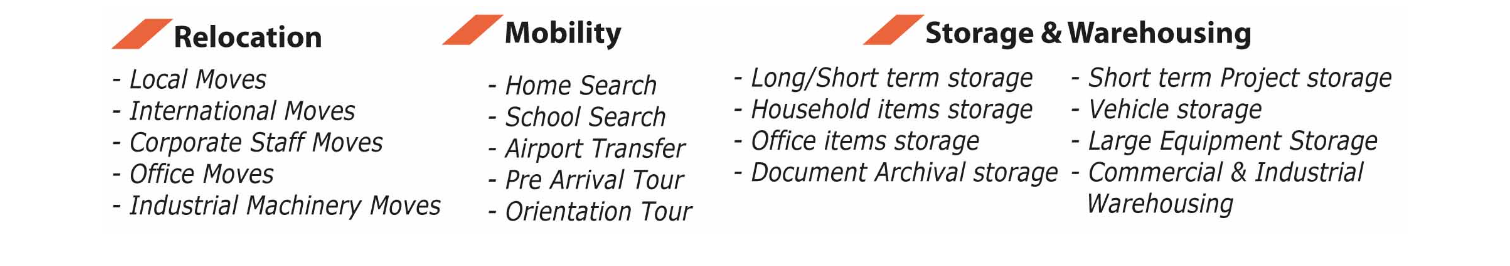 Relocation
- Local Moves
- International Moves
- Corporate Staff Moves
- Office Moves
- Industrial Machinery Moves
Mobility
- Home Search
- School Search
- Airport Transfer
- Pre Arrival Tour
- Orientation Tour
Storage & Warehousing
- Long/Short term storage
- Household items storage
- Office items storage
- Document Archival storage
- Short term Project storage
- Vehicle storage
- Large Equipment Storage
- Commercial & Industrial
Warehousing